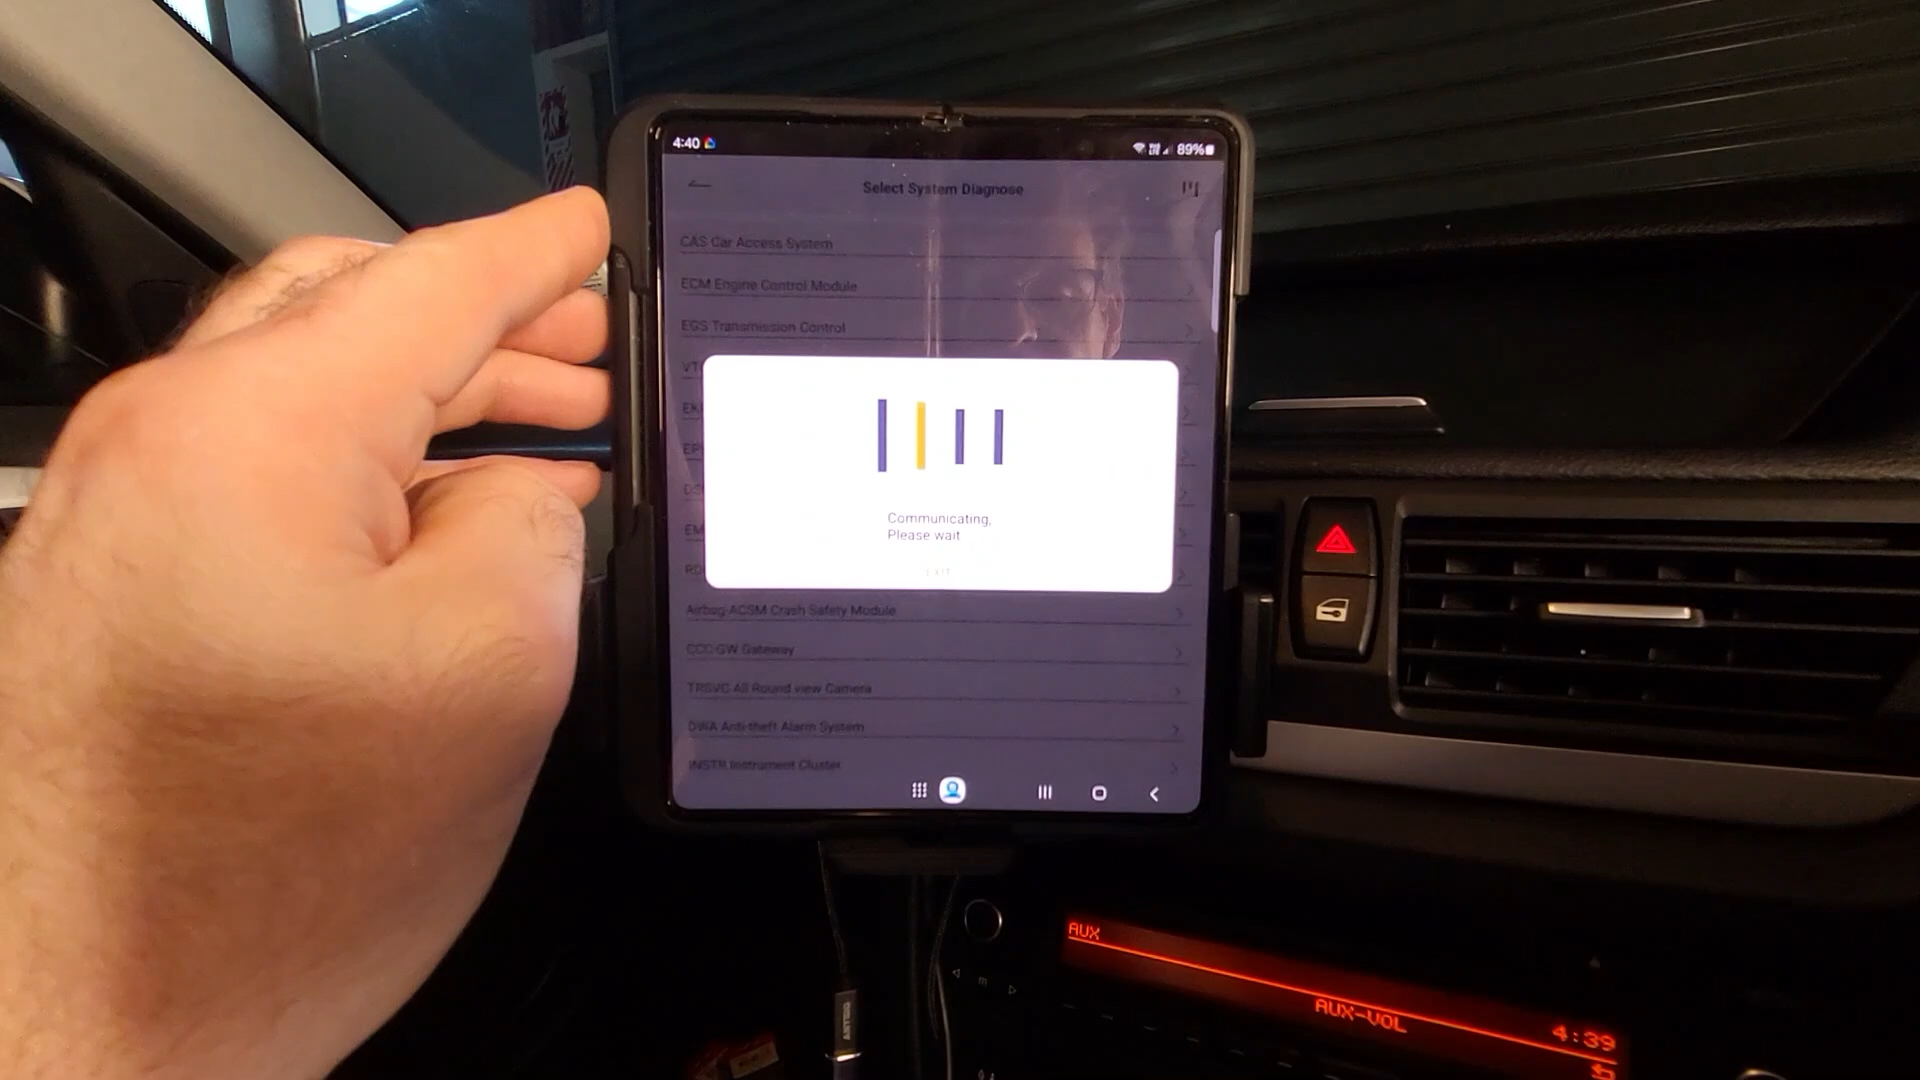 4:40
89%
Select System Diagnose
CAS Car Access System
ECM Engine Control Module
EGS Transmission Control
Communicating,
Please wait
EXIT
Airbag ACSM Crash Safety Module
CCC-GW Gateway
TRSVC All Round view Camera
DWA Anti-theft Alarm System
INSTR Instrument Cluster
AUX
m
AUX-VOL
4:39